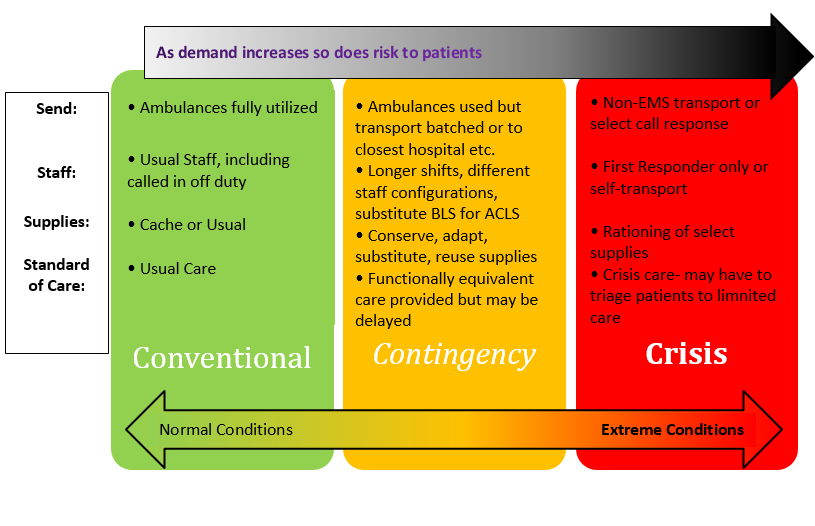 As demand increases so does risk to patients
Send:
Staff:
Supplies:
Standard
of Care:
• Ambulances fully utilized
• Usual Staff, including
called in off duty
• Cache or Usual
• Usual Care
Conventional
• Ambulances used but
transport batched or to
closest hospital etc.
• Longer shifts, different
staff configurations,
substitute BLS for ACLS
• Conserve, adapt,
substitute, reuse supplies
• Functionally equivalent
care provided but may be
delayed
Contingency
• Non-EMS transport or
select call response
• First Responder only or
self-transport
• Rationing of select
supplies
• Crisis care- may have to
triage patients to limnited
care
Crisis
Normal Conditions
Extreme Conditions